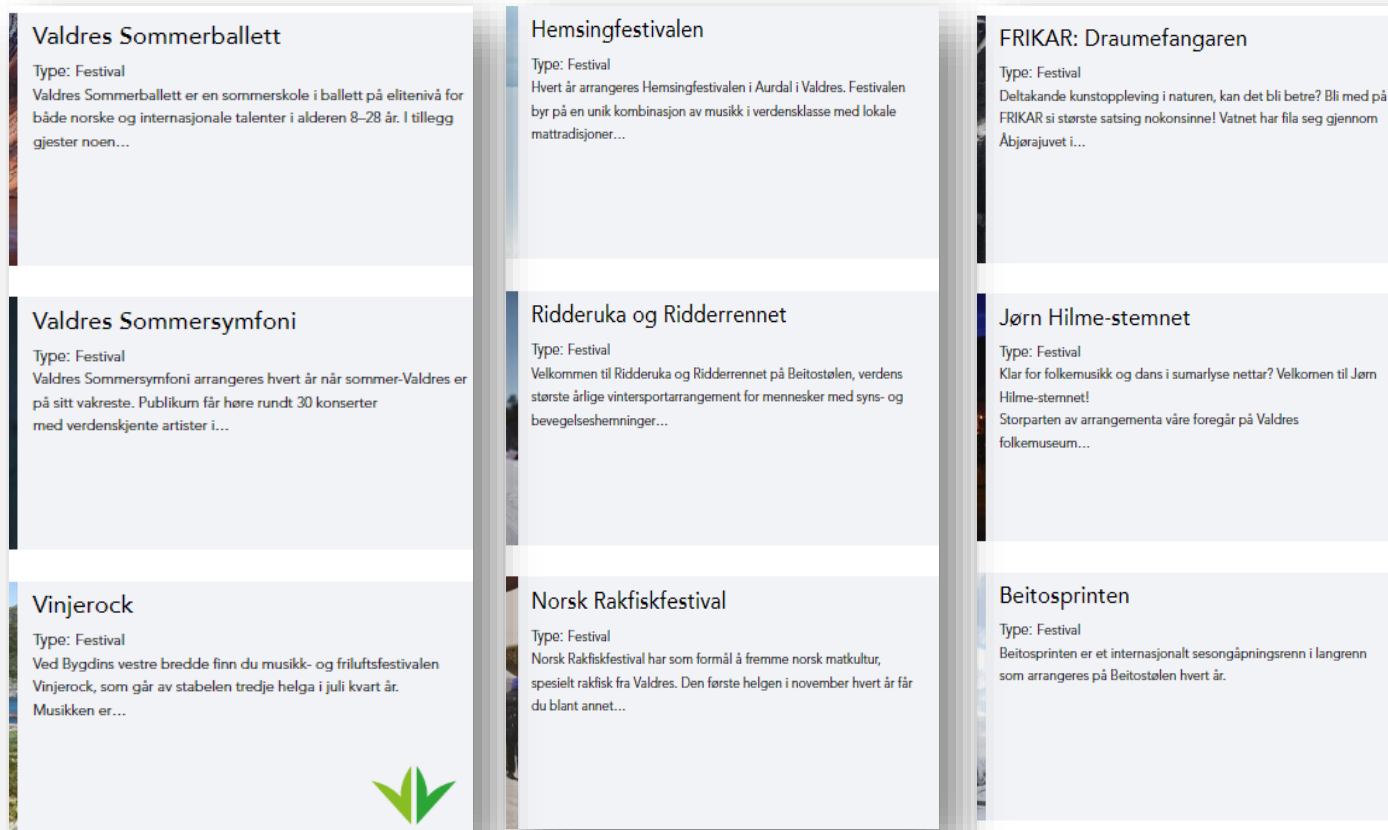 Valdres Sommerballett
Type: Festival
Valdres Sommerballett er en sommerskole i ballett på elitenivå for
både norske og internasjonale talenter i alderen 8–28 år. I tillegg
gjester noen...
Valdres Sommersymfoni
Type: Festival
Valdres Sommersymfoni arrangeres hvert år når sommer-Valdres er
på sitt vakreste. Publikum får høre rundt 30 konserter
med verdenskjente artister i...
Vinjerock
Type: Festival
Ved Bygdins vestre bredde finn du musikk- og friluftsfestivalen
Vinjerock, som går av stabelen tredje helga i juli kvart år.
Musikken er...
Hemsingfestivalen
Type: Festival
Hvert år arrangeres Hemsingfestivalen i Aurdal i Valdres. Festivalen
byr på en unik kombinasjon av musikk i verdensklasse med lokale
mattradisjoner...
Ridderuka og Ridderrennet
Type: Festival
Velkommen til Ridderuka og Ridderrennet på Beitostølen, verdens
største årlige vintersportarrangement for mennesker med syns- og
bevegelseshemninger...
Norsk Rakfiskfestival
Type: Festival
Norsk Rakfiskfestival har som formål å fremme norsk matkultur,
spesielt rakfisk fra Valdres. Den første helgen i november hvert år får
du blant annet...
FRIKAR: Draumefangaren
Type: Festival
Deltakande kunstoppleving i naturen, kan det bli betre? Bli med på
FRIKAR si største satsing nokonsinne! Vatnet har fila seg gjennom
Åbjørajuvet i...
Jørn Hilme-stemnet
Type: Festival
Klar for folkemusikk og dans i sumarlyse nettar? Velkomen til Jørn
Hilme-stemnet!
Storparten av arrangementa våre foregår på Valdres
folkemuseum...
Beitosprinten
Type: Festival
Beitosprinten er et internasjonalt sesongåpningsrenn i langrenn
som arrangeres på Beitostølen hvert år.